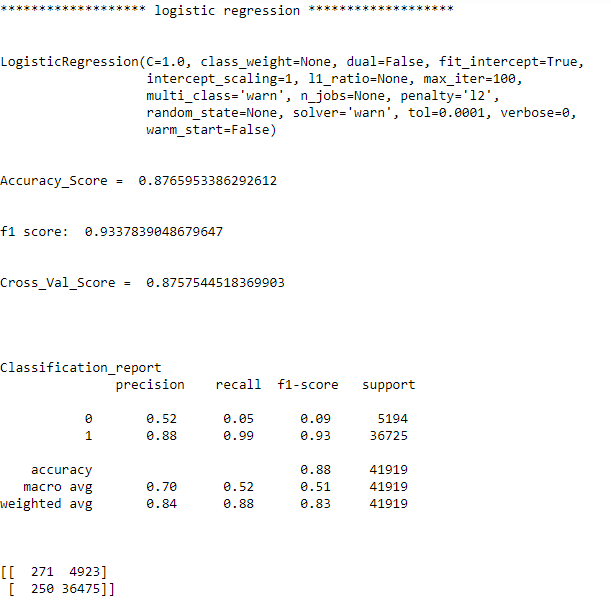 ******************* logistic regression *******************
LogisticRegression(C=1.0, class_weight=None, dual=False, fit_intercept=True,
intercept_scaling=1, l1_ratio=None, max_iter=100,
multi_class='warn', n_jobs=None, penalty='l2',
random_state=None, solver='warn', tol=0.0001, verbose=0,
warm_start=False)
Accuracy_Score =  0.8765953386292612
f1 score:  0.9337839048679647
Cross_Val_Score =  0.8757544518369903
Classification_report
precision    recall  f1-score   support
0       0.52      0.05      0.09      5194
1       0.88      0.99      0.93     36725
accuracy                           0.88     41919
macro avg       0.70      0.52      0.51     41919
weighted avg       0.84      0.88      0.83     41919
[[  271  4923]
[  250 36475]]